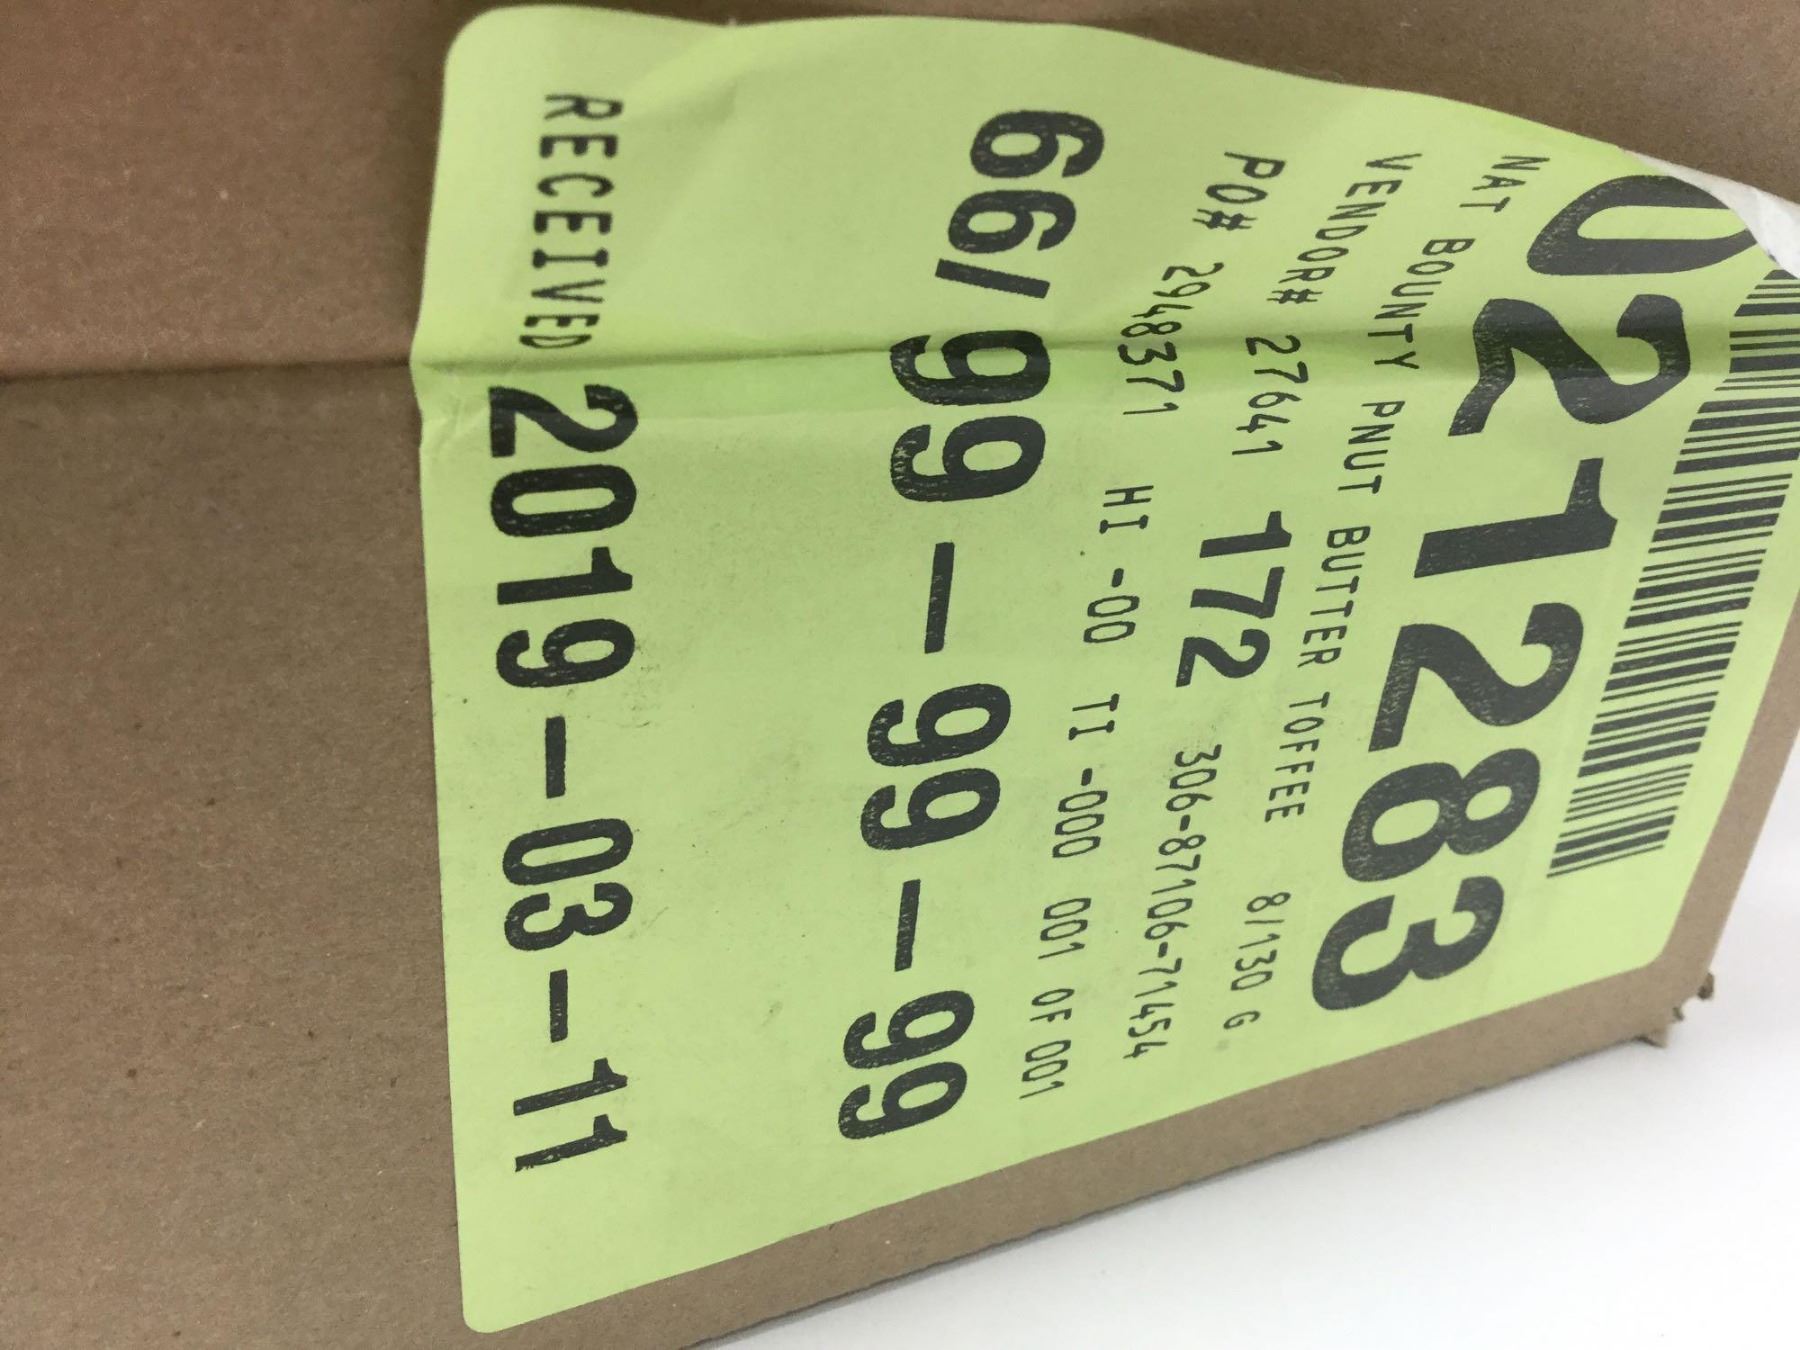 021283
NAT BOUNTY PNUT BUTTER TOFFEE 8/130 G
VENDOR# 27641 172 306-87106-71454
PO# 2948371 HI -00 TI -000 001 OF 001
66/99-99-99
RECEIVED 2019-03-11